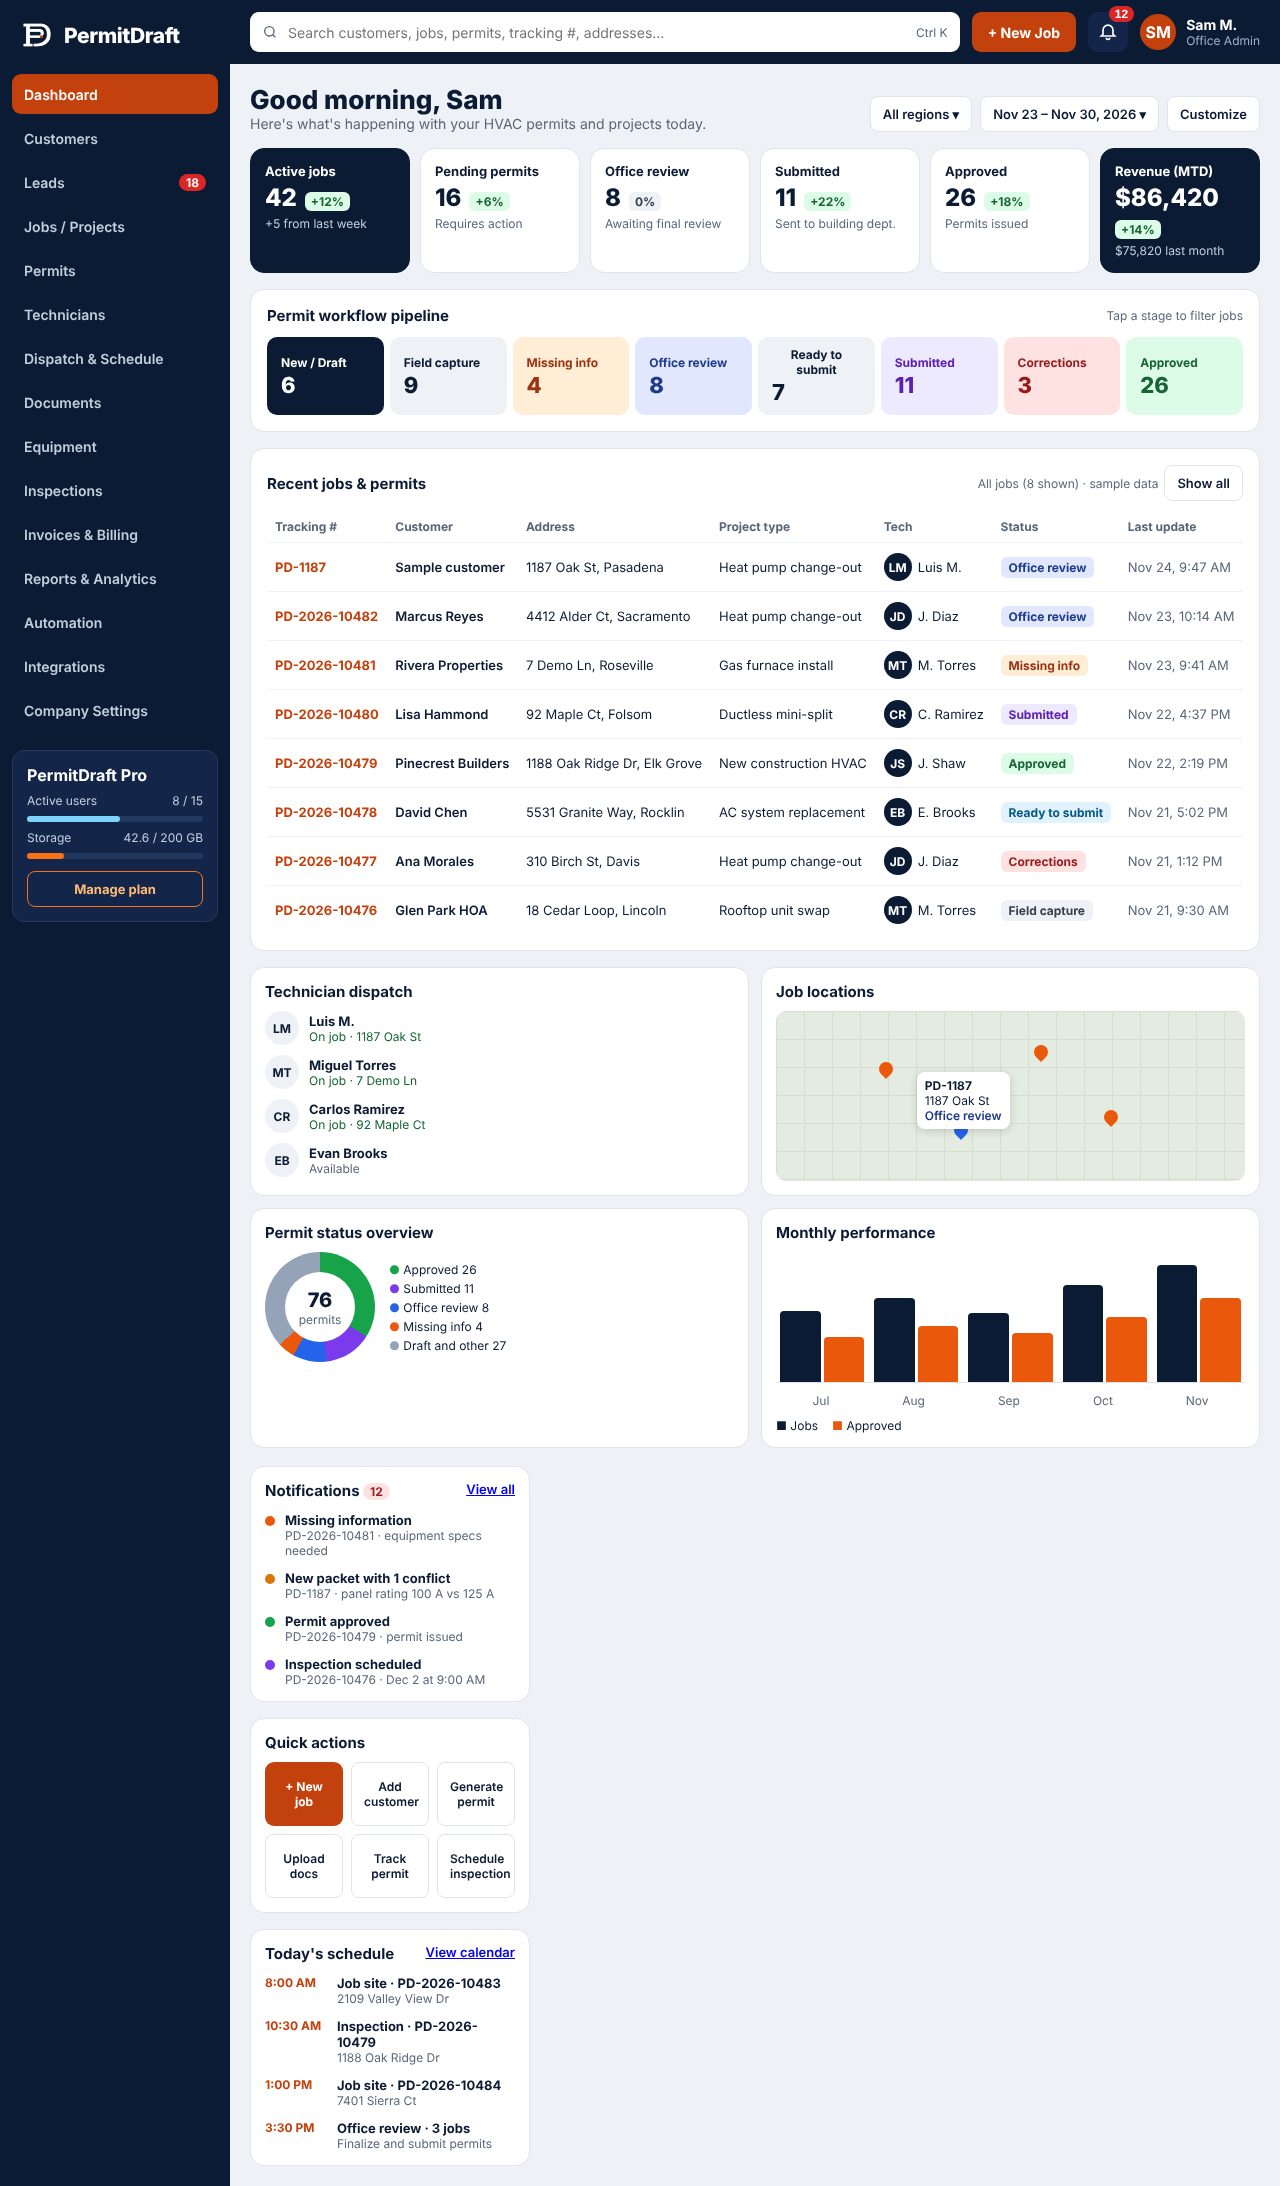 PermitDraft
Search customers, jobs, permits, tracking #, addresses...
Ctrl K
+ New Job
12
SM
Sam M.
Office Admin
Dashboard
Customers
Leads 18
Jobs / Projects
Permits
Technicians
Dispatch & Schedule
Documents
Equipment
Inspections
Invoices & Billing
Reports & Analytics
Automation
Integrations
Company Settings
PermitDraft Pro
Active users 8 / 15
Storage 42.6 / 200 GB
Manage plan
Good morning, Sam
Here's what's happening with your HVAC permits and projects today.
All regions ▾
Nov 23 – Nov 30, 2026 ▾
Customize
Active jobs
42 +12%
+5 from last week
Pending permits
16 +6%
Requires action
Office review
8 0%
Awaiting final review
Submitted
11 +22%
Sent to building dept.
Approved
26 +18%
Permits issued
Revenue (MTD)
$86,420
+14%
$75,820 last month
Permit workflow pipeline
Tap a stage to filter jobs
New / Draft
6
Field capture
9
Missing info
4
Office review
8
Ready to
submit
7
Submitted
11
Corrections
3
Approved
26
Recent jobs & permits
All jobs (8 shown) · sample data
Show all
Tracking # Customer Address Project type Tech Status Last update
PD-1187 Sample customer 1187 Oak St, Pasadena Heat pump change-out LM Luis M. Office review Nov 24, 9:47 AM
PD-2026-10482 Marcus Reyes 4412 Alder Ct, Sacramento Heat pump change-out JD J. Diaz Office review Nov 23, 10:14 AM
PD-2026-10481 Rivera Properties 7 Demo Ln, Roseville Gas furnace install MT M. Torres Missing info Nov 23, 9:41 AM
PD-2026-10480 Lisa Hammond 92 Maple Ct, Folsom Ductless mini-split CR C. Ramirez Submitted Nov 22, 4:37 PM
PD-2026-10479 Pinecrest Builders 1188 Oak Ridge Dr, Elk Grove New construction HVAC JS J. Shaw Approved Nov 22, 2:19 PM
PD-2026-10478 David Chen 5531 Granite Way, Rocklin AC system replacement EB E. Brooks Ready to submit Nov 21, 5:02 PM
PD-2026-10477 Ana Morales 310 Birch St, Davis Heat pump change-out JD J. Diaz Corrections Nov 21, 1:12 PM
PD-2026-10476 Glen Park HOA 18 Cedar Loop, Lincoln Rooftop unit swap MT M. Torres Field capture Nov 21, 9:30 AM
Technician dispatch
LM Luis M.
On job · 1187 Oak St
MT Miguel Torres
On job · 7 Demo Ln
CR Carlos Ramirez
On job · 92 Maple Ct
EB Evan Brooks
Available
Job locations
PD-1187
1187 Oak St
Office review
Permit status overview
76
permits
Approved 26
Submitted 11
Office review 8
Missing info 4
Draft and other 27
Monthly performance
Jul Aug Sep Oct Nov
Jobs Approved
Notifications 12
View all
Missing information
PD-2026-10481 · equipment specs
needed
New packet with 1 conflict
PD-1187 · panel rating 100 A vs 125 A
Permit approved
PD-2026-10479 · permit issued
Inspection scheduled
PD-2026-10476 · Dec 2 at 9:00 AM
Quick actions
+ New
job
Add
customer
Generate
permit
Upload
docs
Track
permit
Schedule
inspection
Today's schedule
View calendar
8:00 AM Job site · PD-2026-10483
2109 Valley View Dr
10:30 AM Inspection · PD-2026-
10479
1188 Oak Ridge Dr
1:00 PM Job site · PD-2026-10484
7401 Sierra Ct
3:30 PM Office review · 3 jobs
Finalize and submit permits